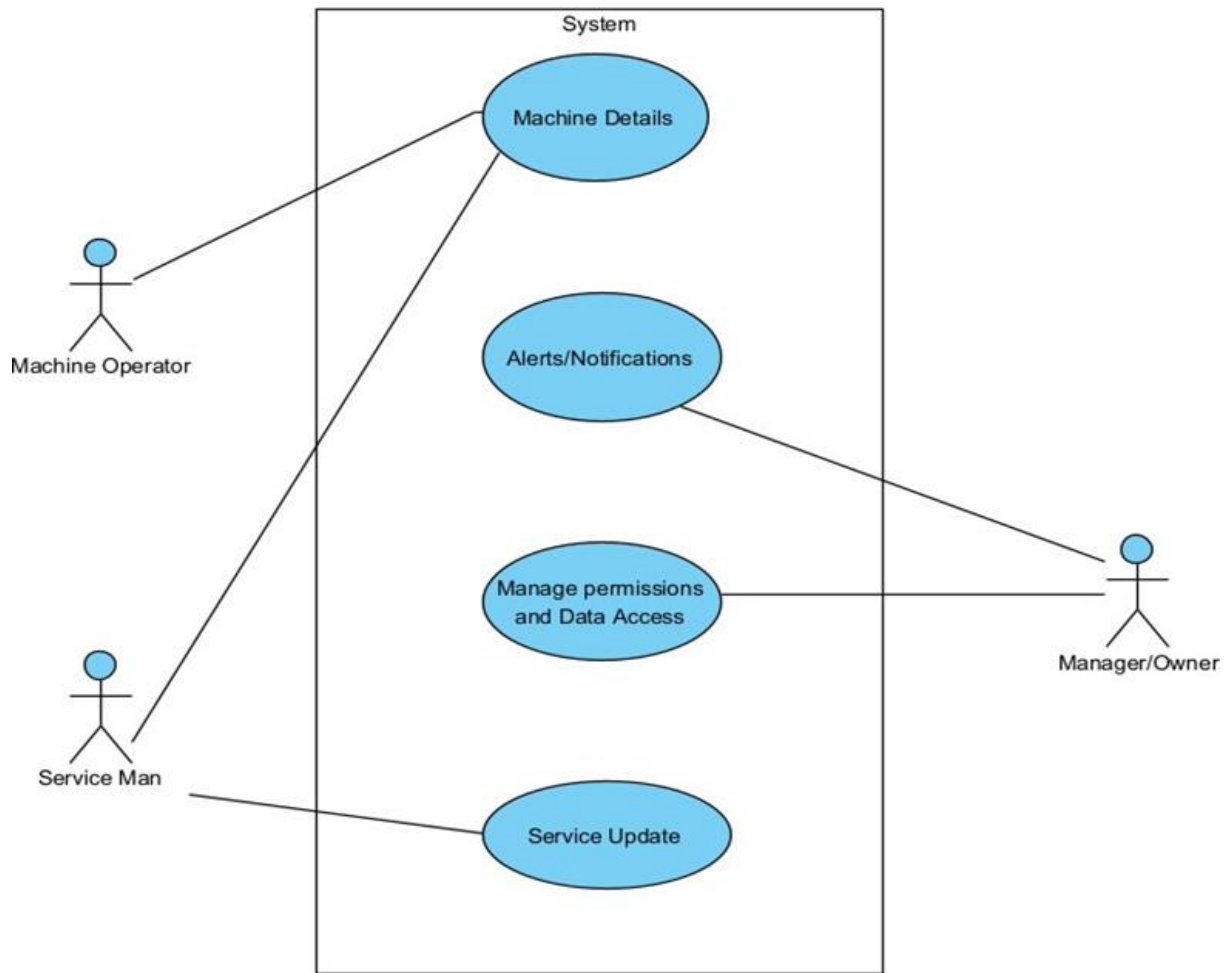 System
Machine Details
Machine Operator
Alerts/Notifications
Manage permissions
and Data Access
Manager/Owner
Service Man
Service Update